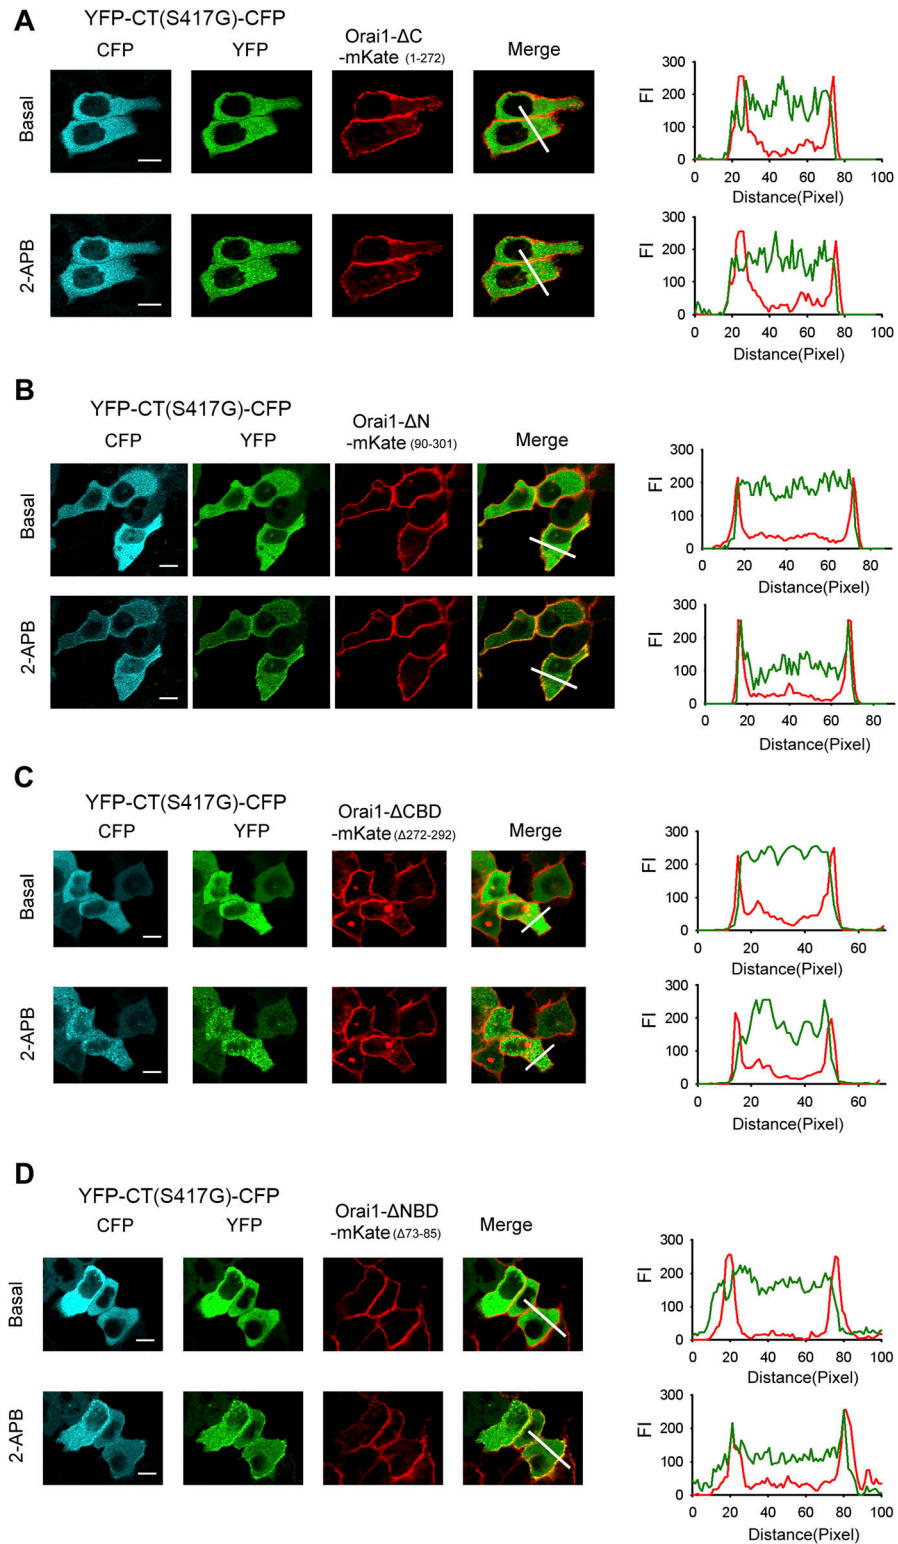 A
YFP-CT(S417G)-CFP
CFP YFP Orai1-ΔC
-mKate (1-272) Merge
Basal
FI
300
200
100
0
0 20 40 60 80 100
Distance(Pixel)
2-APB
FI
300
200
100
0
0 20 40 60 80 100
Distance(Pixel)
B
YFP-CT(S417G)-CFP
CFP YFP Orai1-ΔN
-mKate (90-301) Merge
Basal
FI
300
200
100
0
0 20 40 60 80
Distance(Pixel)
2-APB
FI
300
200
100
0
0 20 40 60 80
Distance(Pixel)
C
YFP-CT(S417G)-CFP
CFP YFP Orai1-ΔCBD
-mKate (Δ272-292) Merge
Basal
FI
300
200
100
0
0 20 40 60
Distance(Pixel)
2-APB
FI
300
200
100
0
0 20 40 60
Distance(Pixel)
D
YFP-CT(S417G)-CFP
CFP YFP Orai1-ΔNBD
-mKate (Δ73-85) Merge
Basal
FI
300
200
100
0
0 20 40 60 80 100
Distance(Pixel)
2-APB
FI
300
200
100
0
0 20 40 60 80 100
Distance(Pixel)